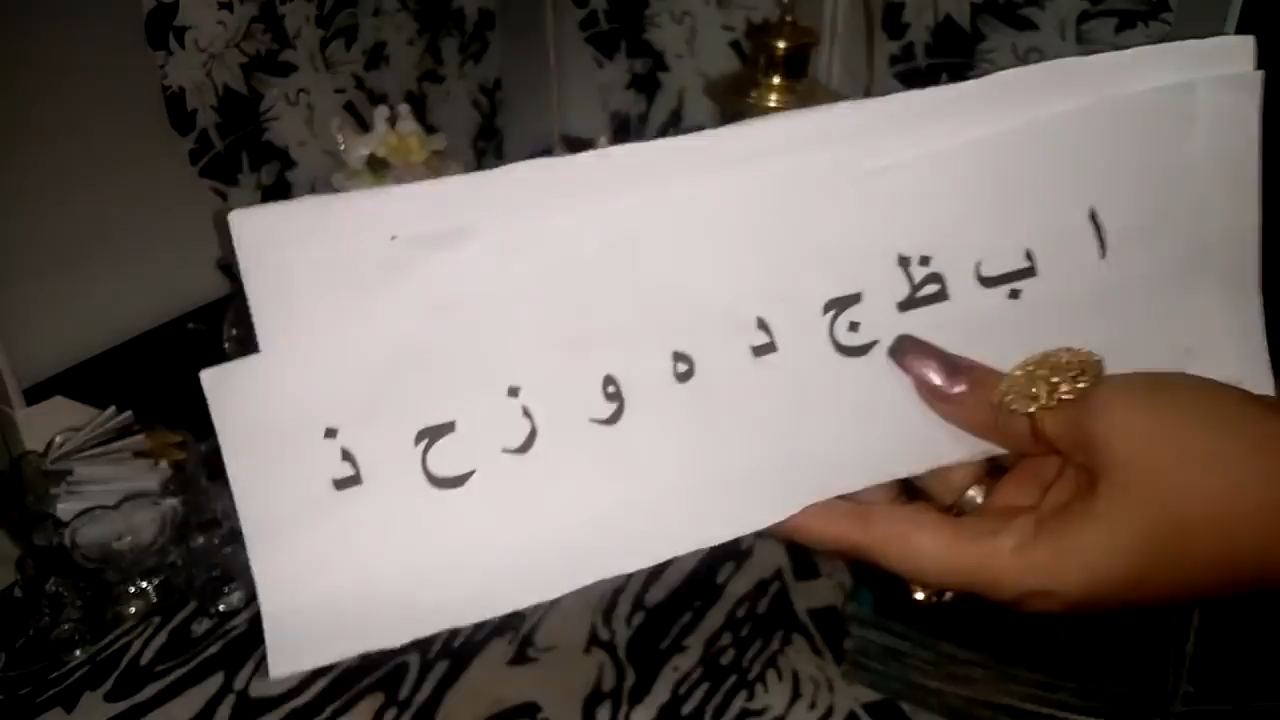 ا ب ظ ج د ه و ز ح ذ